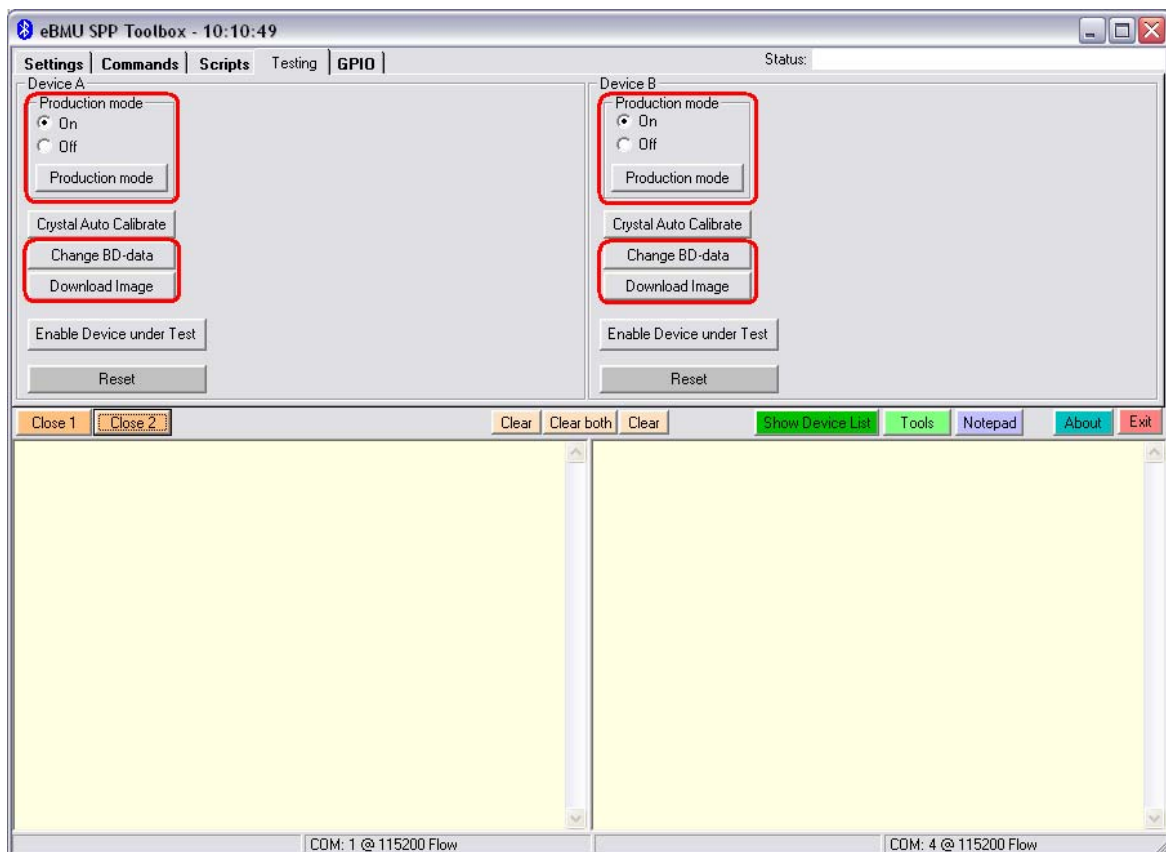 eBMU SPP Toolbox - 10:10:49
Settings Commands Scripts Testing GPIO Status:
Device A
Production mode
On
Off
Production mode
Crystal Auto Calibrate
Change BD-data
Download Image
Enable Device under Test
Reset
Device B
Production mode
On
Off
Production mode
Crystal Auto Calibrate
Change BD-data
Download Image
Enable Device under Test
Reset
Close 1 Close 2 Clear Clear both Clear Show Device List Tools Notepad About Exit
COM: 1 @ 115200 Flow COM: 4 @ 115200 Flow